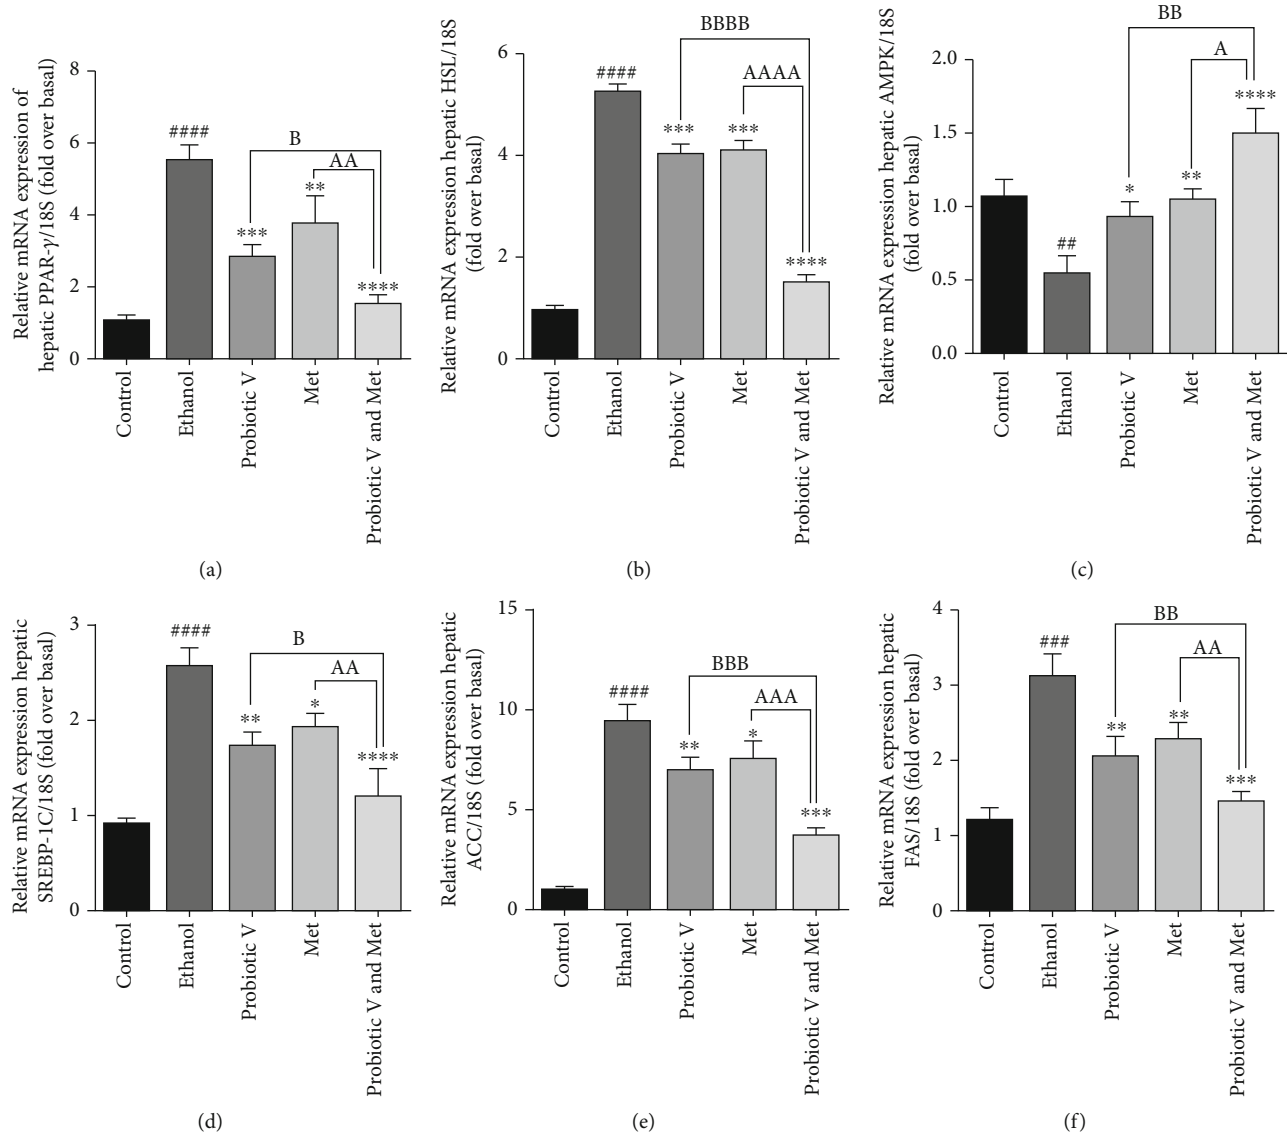 Relative mRNA expression of
hepatic PPAR-γ/18S (fold over basal)
8
6
4
2
0
####
***
**
****
B
AA
Control
Ethanol
Probiotic V
Met
Probiotic V and Met
(a)
Relative mRNA expression hepatic HSL/18S
(fold over basal)
6
4
2
0
####
***
***
****
BBBB
AAAA
Control
Ethanol
Probiotic V
Met
Probiotic V and Met
(b)
Relative mRNA expression hepatic AMPK/18S
(fold over basal)
2.0
1.5
1.0
0.5
0.0
##
*
**
****
BB
A
Control
Ethanol
Probiotic V
Met
Probiotic V and Met
(c)
Relative mRNA expression hepatic
SREBP-1C/18S (fold over basal)
3
2
1
0
####
**
*
****
B
AA
Control
Ethanol
Probiotic V
Met
Probiotic V and Met
(d)
Relative mRNA expression hepatic
ACC/18S (fold over basal)
15
10
5
0
####
**
*
***
BBB
AAA
Control
Ethanol
Probiotic V
Met
Probiotic V and Met
(e)
Relative mRNA expression hepatic
FAS/18S (fold over basal)
4
3
2
1
0
###
**
**
***
BB
AA
Control
Ethanol
Probiotic V
Met
Probiotic V and Met
(f)